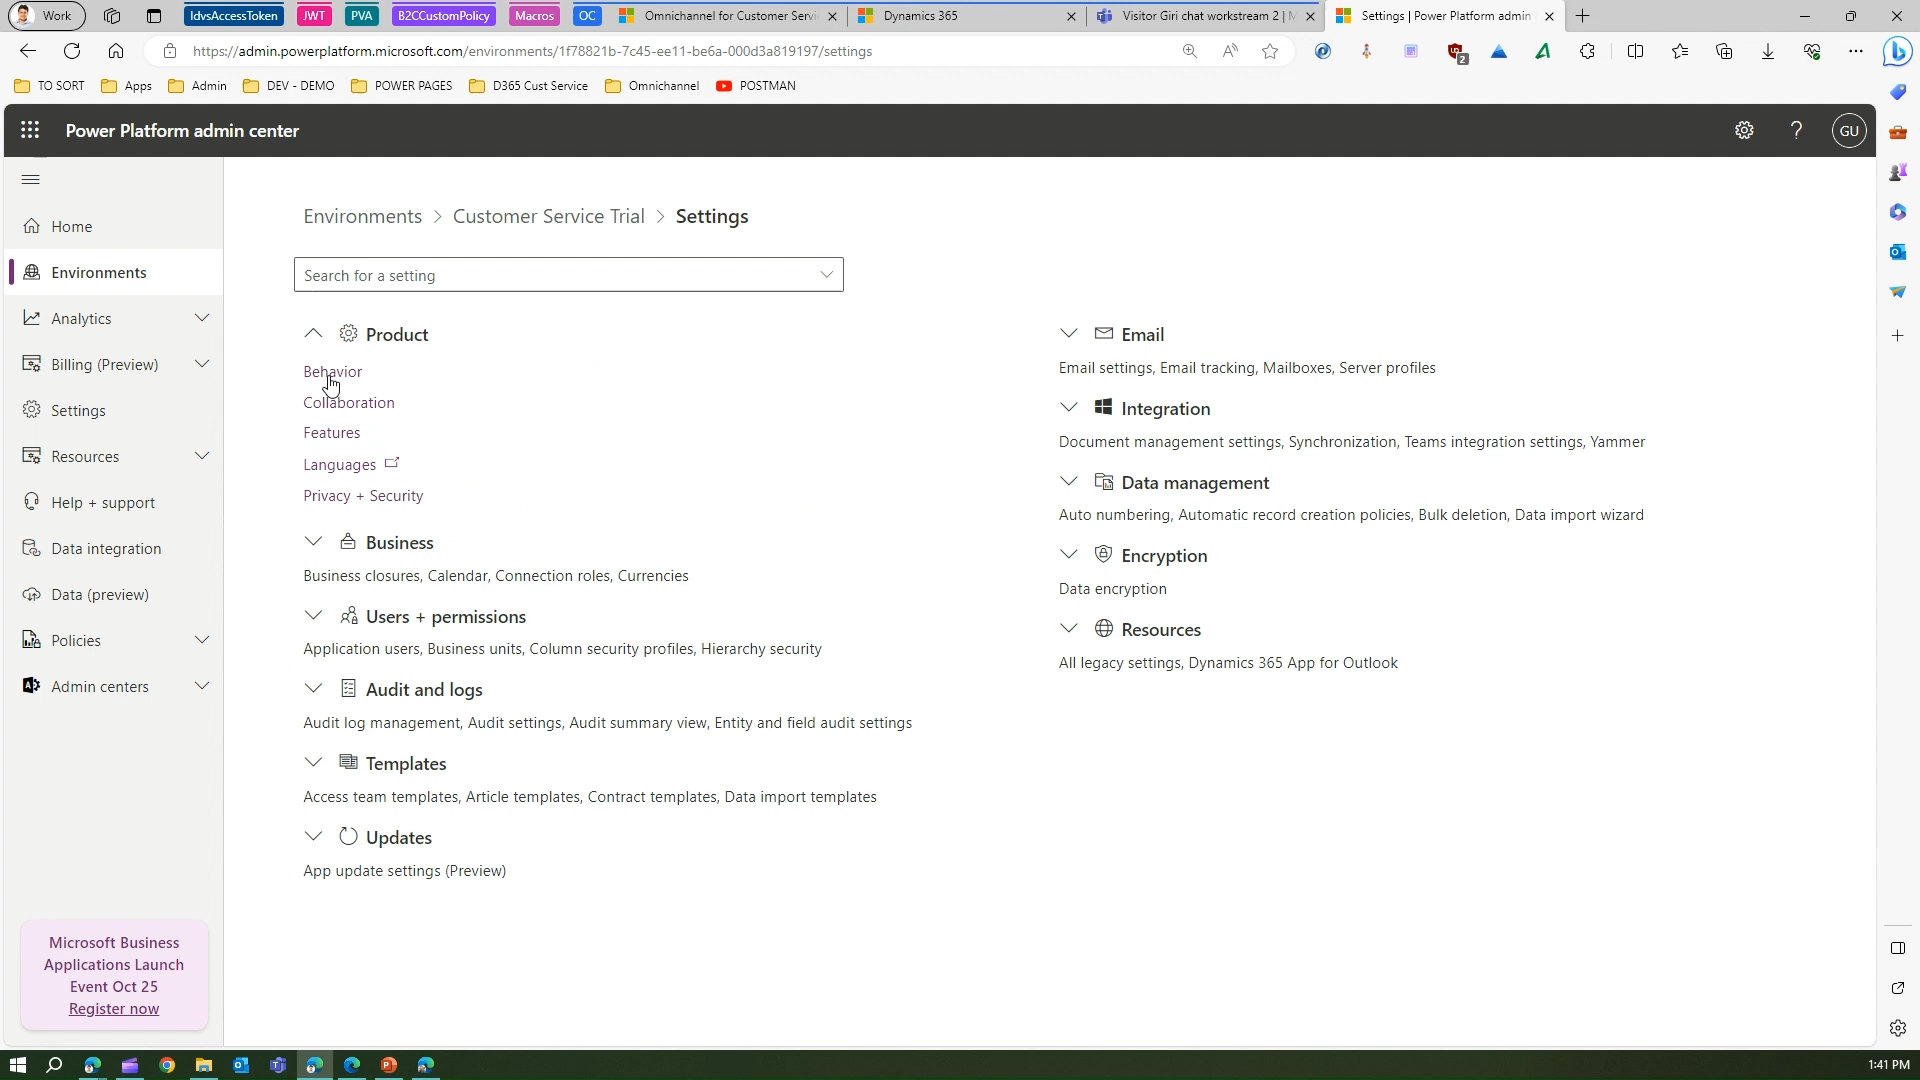 Work
IdvsAccessToken
JWT
PVA
B2CCustomPolicy
Macros
OC
Omnichannel for Customer Servi
Dynamics 365
Visitor Giri chat workstream 2 | M
Settings | Power Platform admin
https://admin.powerplatform.microsoft.com/environments/1f78821b-7c45-ee11-be6a-000d3a819197/settings
2
TO SORT
Apps
Admin
DEV - DEMO
POWER PAGES
D365 Cust Service
Omnichannel
POSTMAN
Power Platform admin center
?
GU
Home
Environments
Analytics
Billing (Preview)
Settings
Resources
Help + support
Data integration
Data (preview)
Policies
Admin centers
Microsoft Business
Applications Launch
Event Oct 25
Register now
Environments > Customer Service Trial > Settings
Search for a setting
Product
Behavior
Collaboration
Features
Languages
Privacy + Security
Business
Business closures, Calendar, Connection roles, Currencies
Users + permissions
Application users, Business units, Column security profiles, Hierarchy security
Audit and logs
Audit log management, Audit settings, Audit summary view, Entity and field audit settings
Templates
Access team templates, Article templates, Contract templates, Data import templates
Updates
App update settings (Preview)
Email
Email settings, Email tracking, Mailboxes, Server profiles
Integration
Document management settings, Synchronization, Teams integration settings, Yammer
Data management
Auto numbering, Automatic record creation policies, Bulk deletion, Data import wizard
Encryption
Data encryption
Resources
All legacy settings, Dynamics 365 App for Outlook
1:41 PM